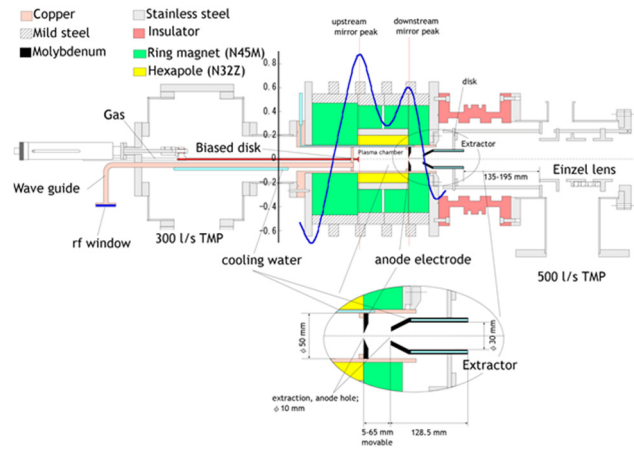 Copper
Mild steel
Molybdenum
Stainless steel
Insulator
Ring magnet (N45M)
Hexapole (N32Z)
upstream
mirror peak
downstream
mirror peak
0.8
0.6
0.4
0.2
0
-0.2
-0.4
-0.6
disk
Gas
Biased disk
Plasma chamber
Extractor
Wave guide
135-195 mm
Einzel lens
rf window
300 l/s TMP
cooling water
anode electrode
500 l/s TMP
ϕ 50 mm
ϕ 30 mm
Extractor
extraction, anode hole;
ϕ 10 mm
5-65 mm
movable
128.5 mm